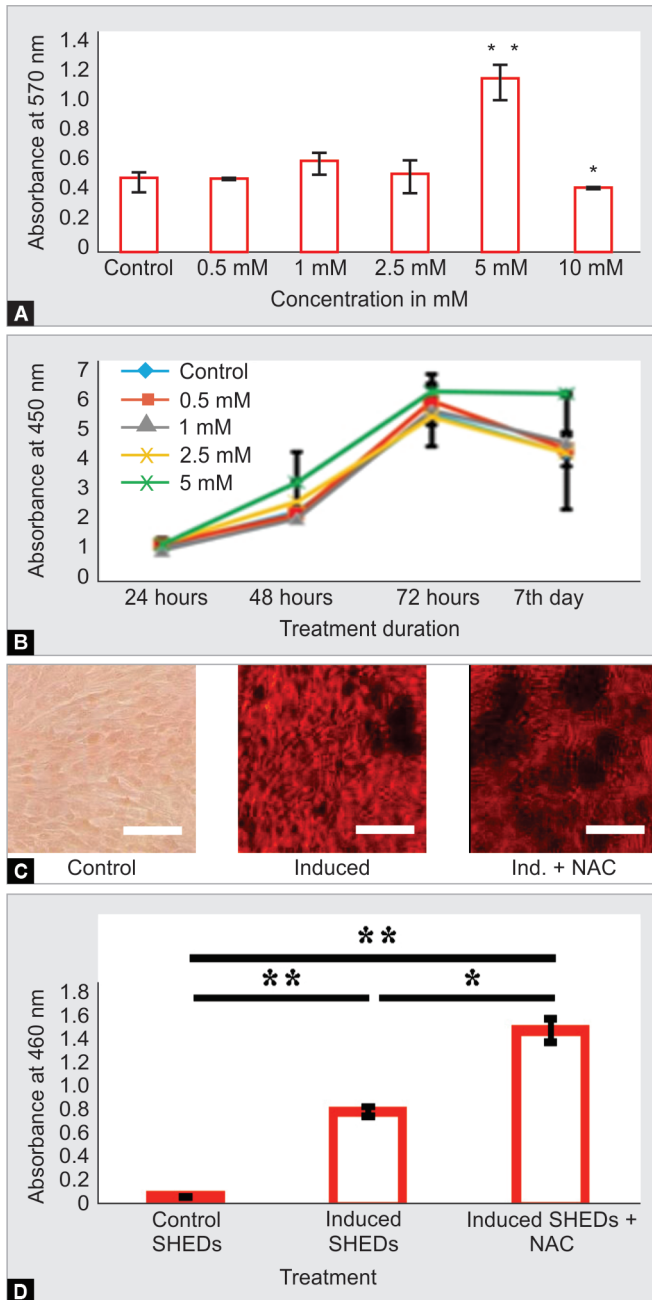 Absorbance at 570 nm
1.4
1.2
1.0
0.8
0.6
0.4
0.2
0
* *
*
Control 0.5 mM 1 mM 2.5 mM 5 mM 10 mM
Concentration in mM
A
Absorbance at 450 nm
7
6
5
4
3
2
1
0
Control
0.5 mM
1 mM
2.5 mM
5 mM
24 hours 48 hours 72 hours 7th day
Treatment duration
B
C
Control Induced Ind. + NAC
Absorbance at 460 nm
1.8
1.6
1.4
1.2
1.0
0.8
0.6
0.4
0.2
0
**
** *
Control SHEDs
Induced SHEDs
Induced SHEDs + NAC
Treatment
D